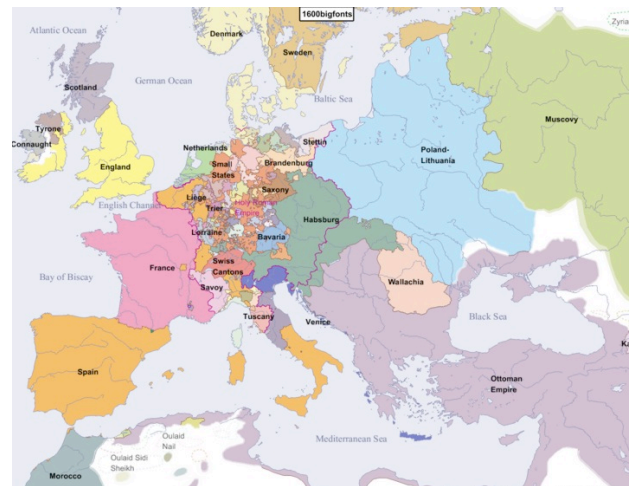 1600bigfonts
Atlantic Ocean
Denmark
Sweden
Zyria
Scotland
German Ocean
Baltic Sea
Muscovy
Tyrone
Connaught
Netherlands
Stettin
Poland-
Lithuania
England
Small
States
Brandenburg
Saxony
Liège
English Channel
Trier
Holy Roman
Empire
Habsburg
Lorraine
Bavaria
Bay of Biscay
France
Swiss
Cantons
Savoy
Wallachia
Tuscany
Venice
Black Sea
Spain
Ottoman
Empire
Ka
Mediterranean Sea
Oulaid
Nail
Oulaid Sidi
Sheikh
Morocco